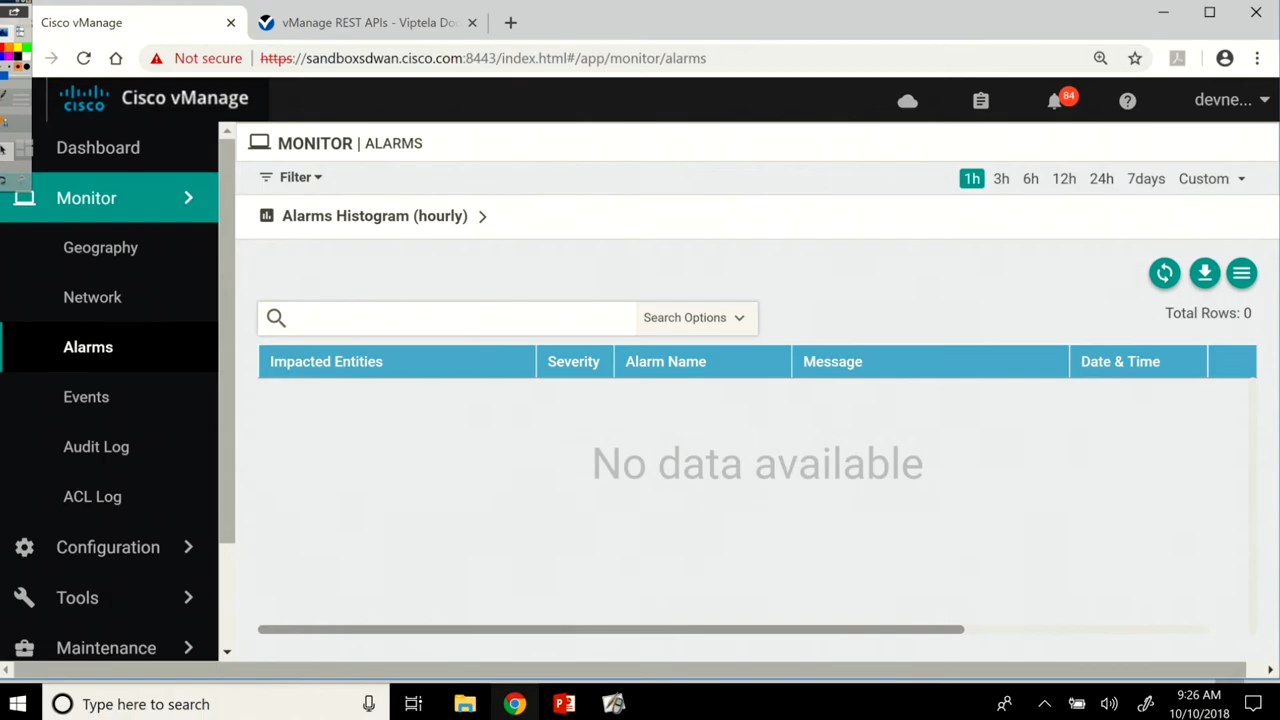 Cisco vManage
vManage REST APIs - Viptela Do
Not secure
https://sandboxsdwan.cisco.com:8443/index.html#/app/monitor/alarms
CISCO
Cisco vManage
84
devne...
Dashboard
Monitor
Geography
Network
Alarms
Events
Audit Log
ACL Log
Configuration
Tools
Maintenance
MONITOR | ALARMS
Filter
1h 3h 6h 12h 24h 7days Custom
Alarms Histogram (hourly)
Search Options
Total Rows: 0
Impacted Entities Severity Alarm Name Message Date & Time
No data available
Type here to search
9:26 AM
10/10/2018